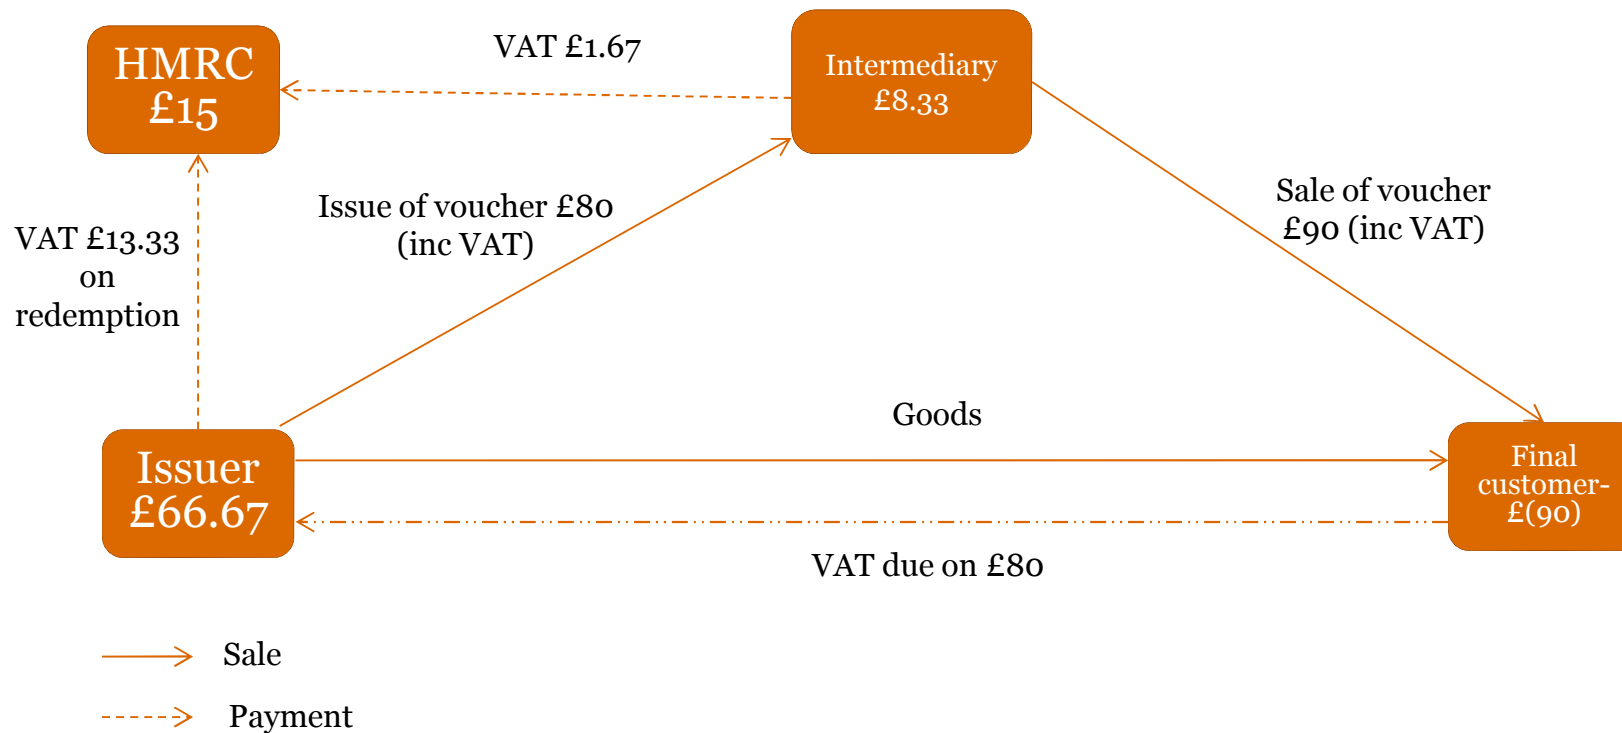 HMRC
£15
VAT £1.67
Intermediary
£8.33
Issue of voucher £80
(inc VAT)
Sale of voucher
£90 (inc VAT)
VAT £13.33
on
redemption
Goods
Issuer
£66.67
Final
customer-
£(90)
VAT due on £80
Sale
Payment